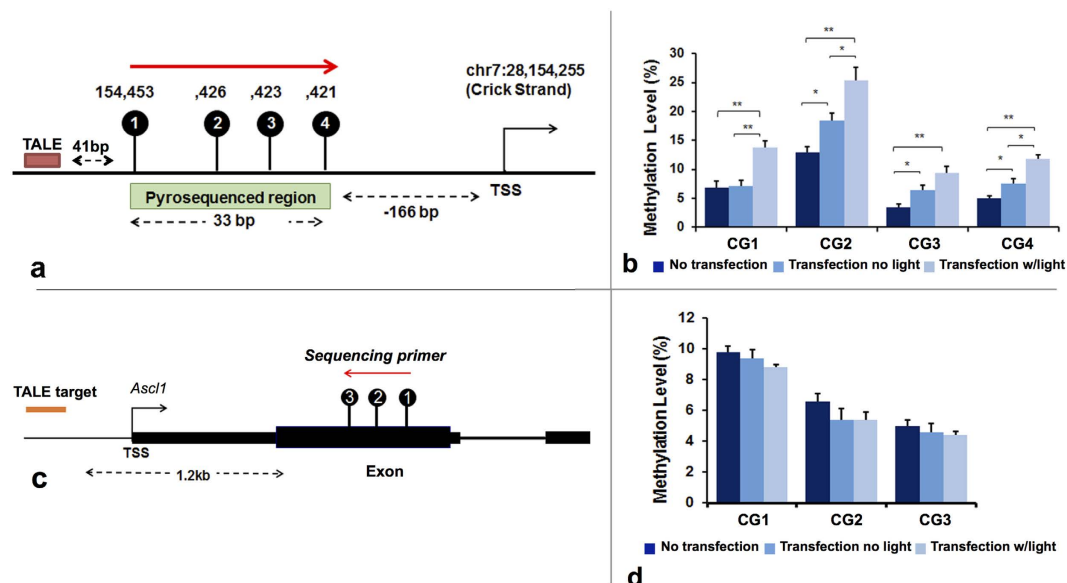 chr7:28,154,255
(Crick Strand)
154,453 ,426 ,423 ,421
1 2 3 4
TALE 41bp
TSS
Pyrosequenced region
-166 bp
33 bp
a
Methylation Level (%)
30
25
20
15
10
5
0
** * ** ** * ** * ** * *
CG1 CG2 CG3 CG4
No transfection Transfection no light Transfection w/light
b
Sequencing primer
TALE target
Ascl1
3 2 1
TSS
1.2kb
Exon
c
Methylation Level (%)
12
10
8
6
4
2
0
CG1 CG2 CG3
No transfection Transfection no light Transfection w/light
d